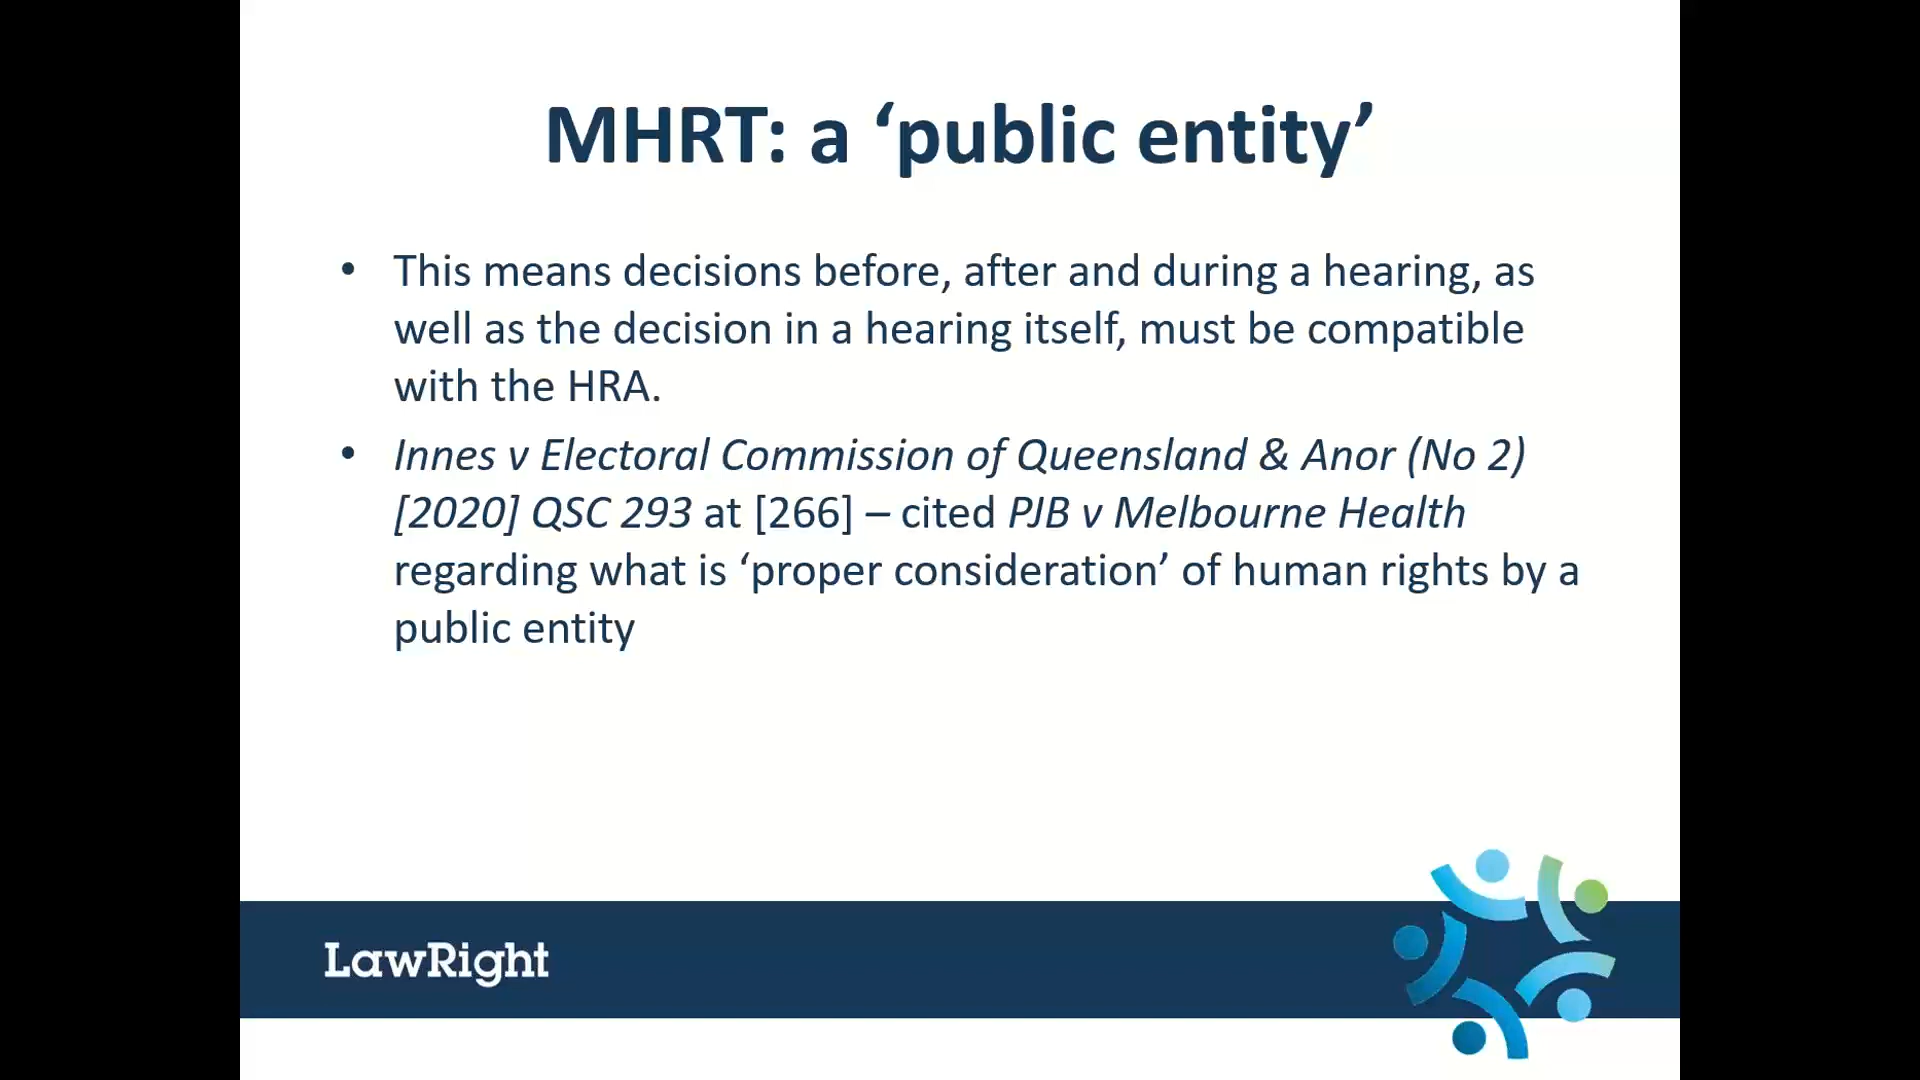 MHRT: a ‘public entity’
• This means decisions before, after and during a hearing, as
well as the decision in a hearing itself, must be compatible
with the HRA.
• Innes v Electoral Commission of Queensland & Anor (No 2)
[2020] QSC 293 at [266] – cited PJB v Melbourne Health
regarding what is ‘proper consideration’ of human rights by a
public entity
LawRight